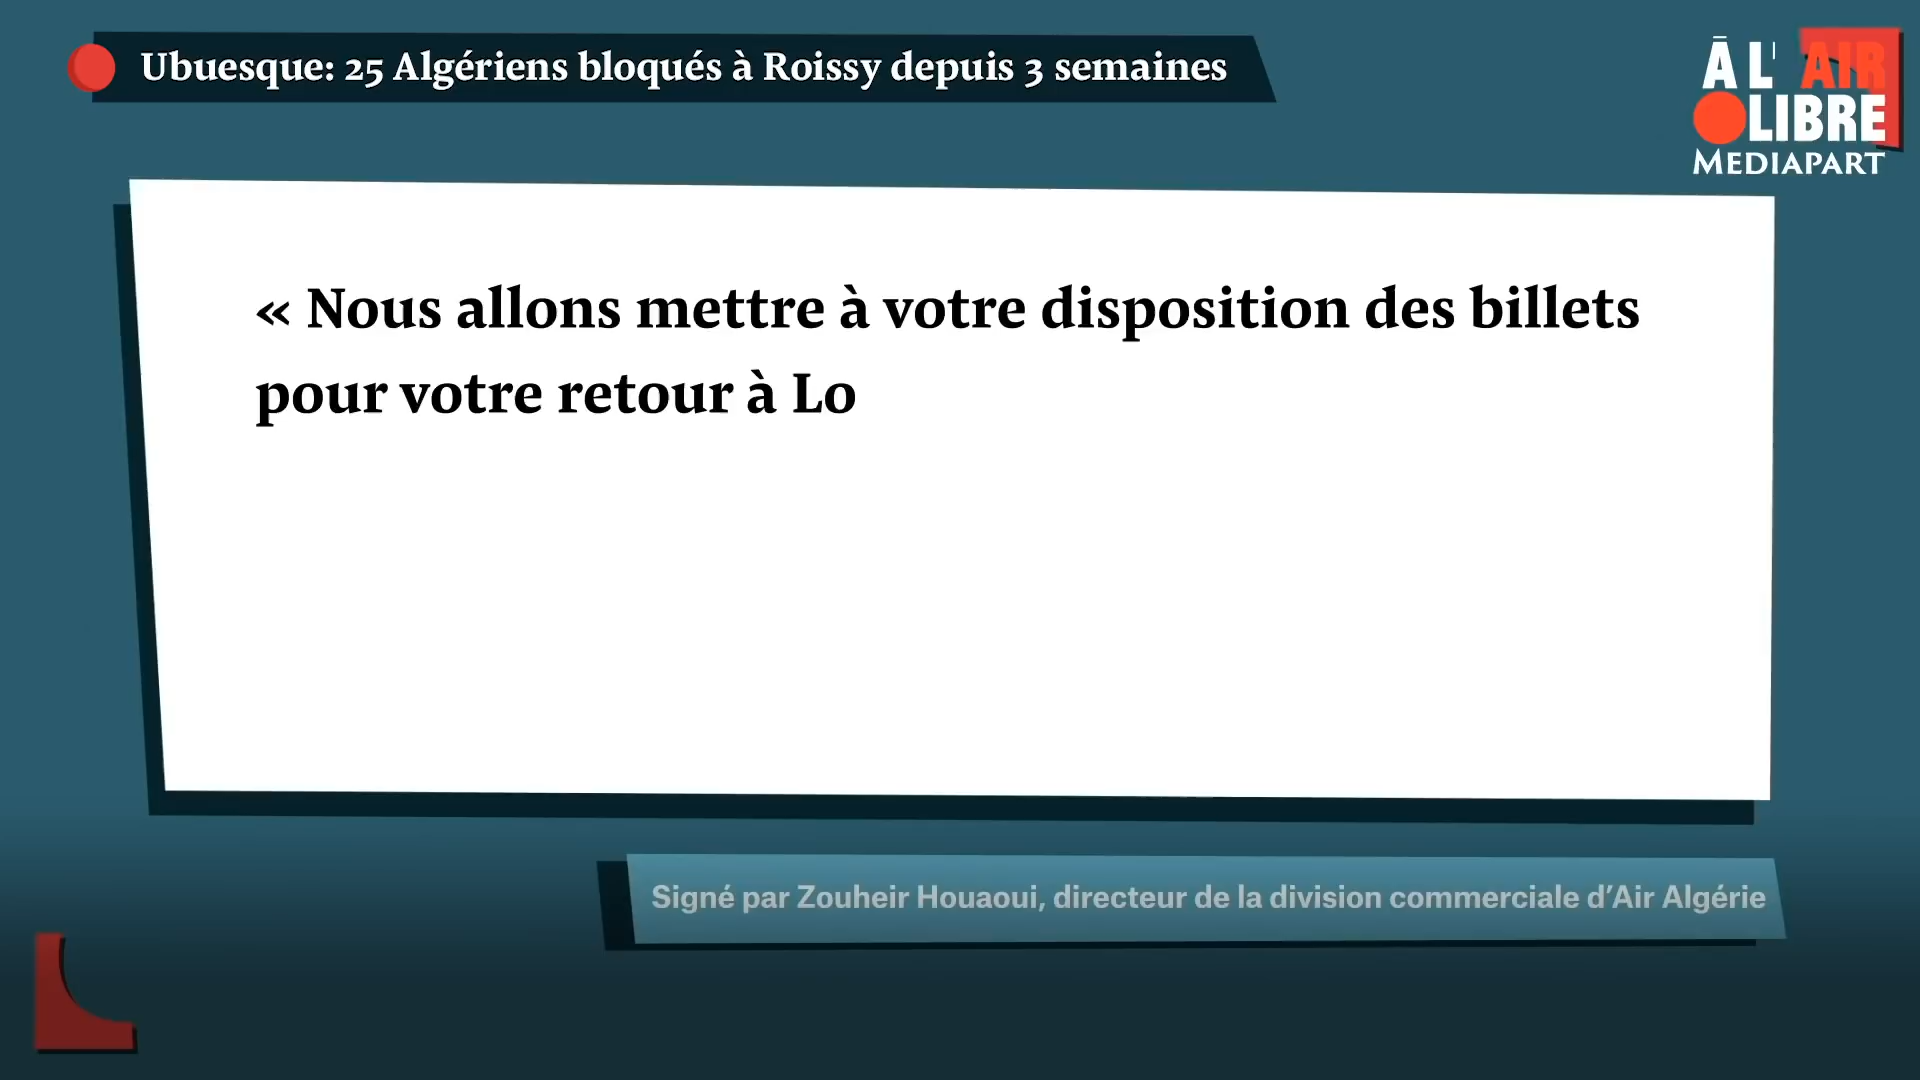 Ubuesque: 25 Algériens bloqués à Roissy depuis 3 semaines
À L' AIR
LIBRE
MEDIAPART
« Nous allons mettre à votre disposition des billets
pour votre retour à Lo
Signé par Zouheir Houaoui, directeur de la division commerciale d’Air Algérie